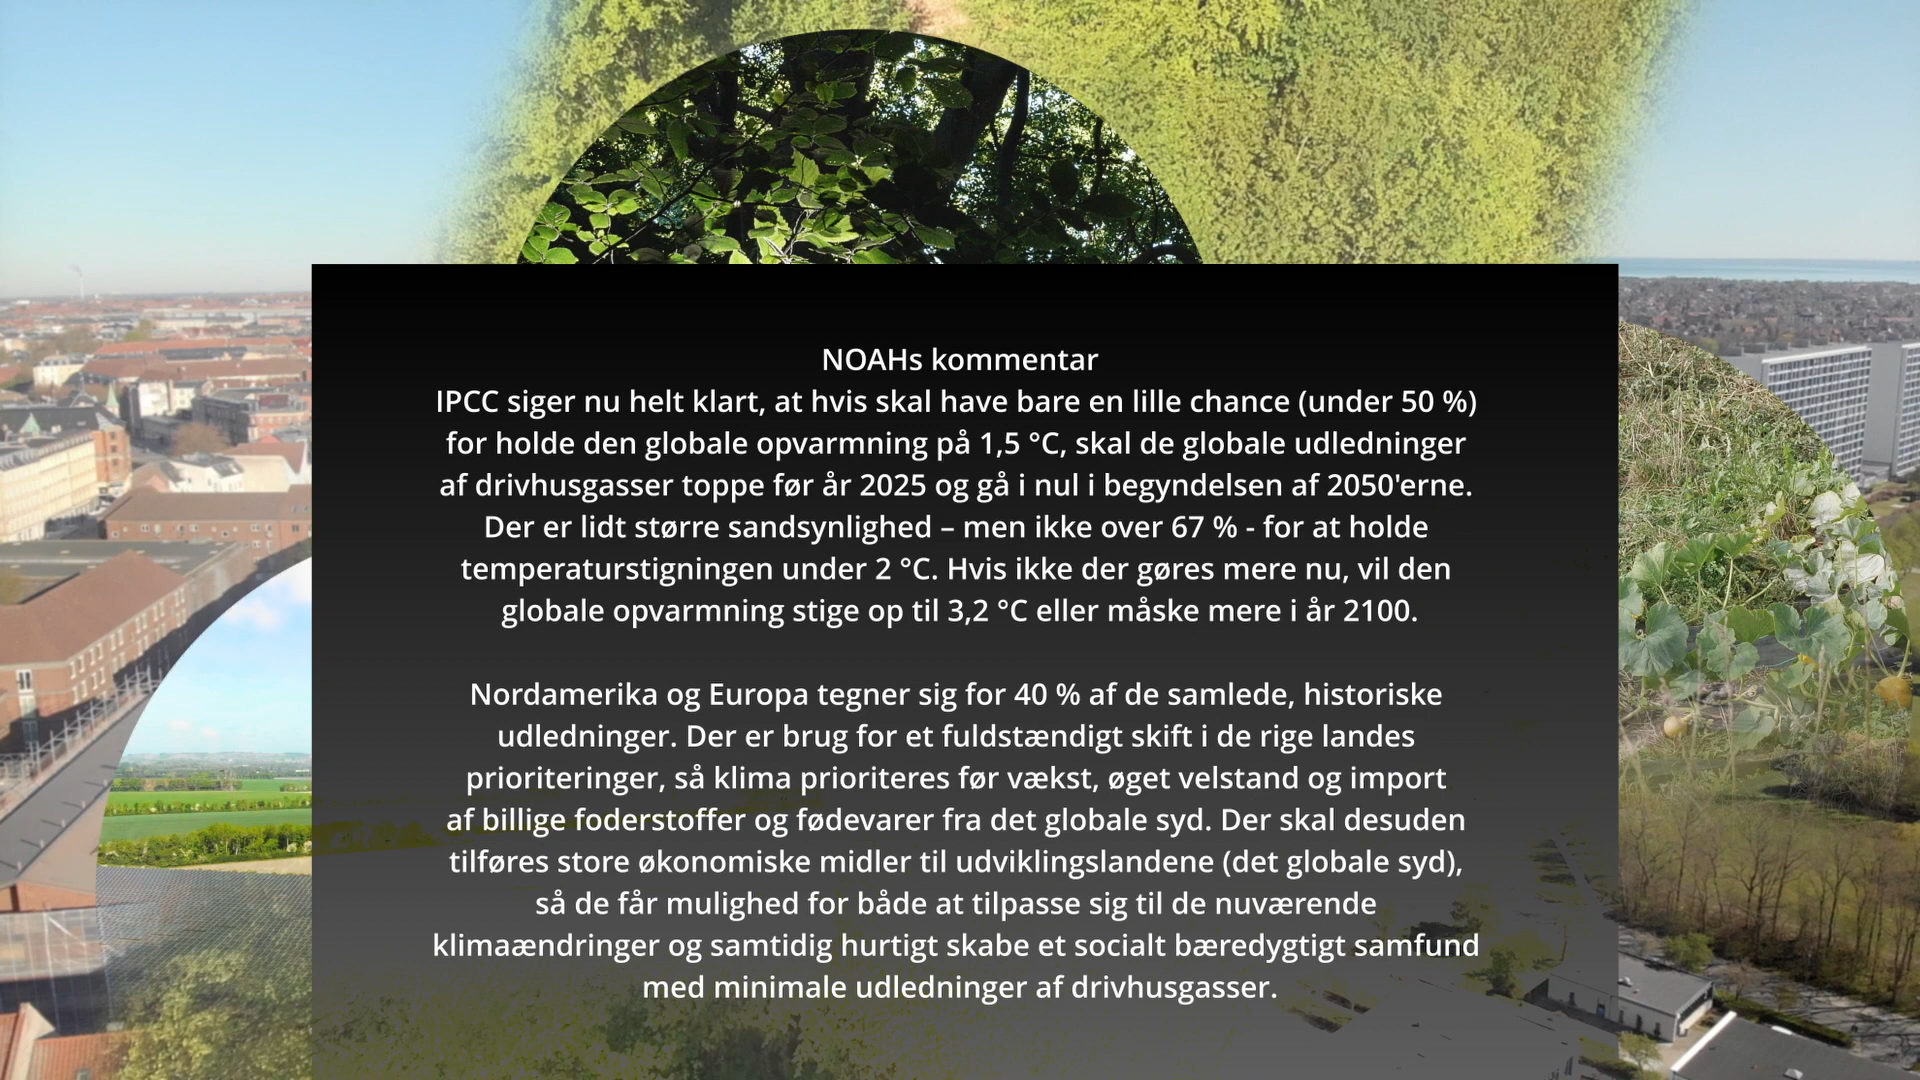 NOAHs kommentar
IPCC siger nu helt klart, at hvis skal have bare en lille chance (under 50 %)
for holde den globale opvarmning på 1,5 °C, skal de globale udledninger
af drivhusgasser toppe før år 2025 og gå i nul i begyndelsen af 2050'erne.
Der er lidt større sandsynlighed – men ikke over 67 % - for at holde
temperaturstigningen under 2 °C. Hvis ikke der gøres mere nu, vil den
globale opvarmning stige op til 3,2 °C eller måske mere i år 2100.
Nordamerika og Europa tegner sig for 40 % af de samlede, historiske
udledninger. Der er brug for et fuldstændigt skift i de rige landes
prioriteringer, så klima prioriteres før vækst, øget velstand og import
af billige foderstoffer og fødevarer fra det globale syd. Der skal desuden
tilføres store økonomiske midler til udviklingslandene (det globale syd),
så de får mulighed for både at tilpasse sig til de nuværende
klimaændringer og samtidig hurtigt skabe et socialt bæredygtigt samfund
med minimale udledninger af drivhusgasser.